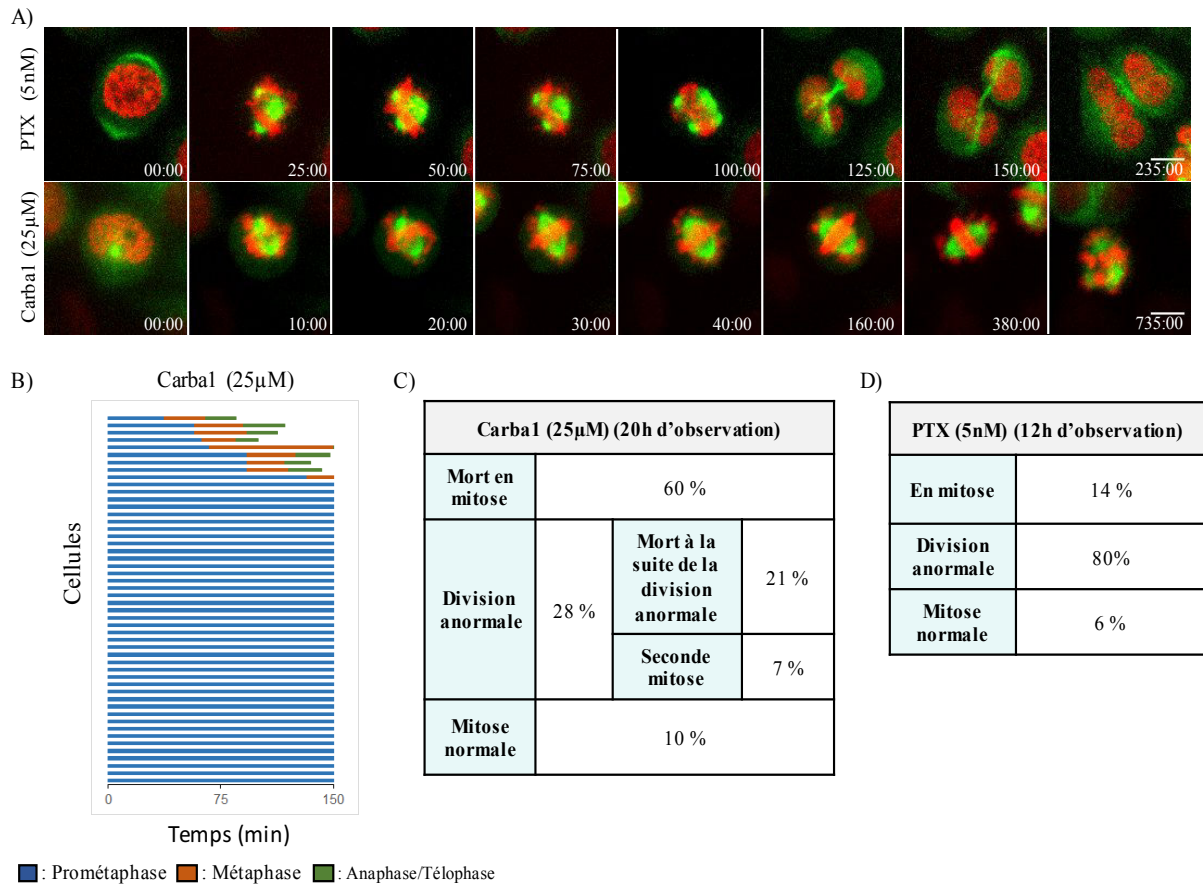 A)
PTX (5nM)
00:00
25:00
50:00
75:00
100:00
125:00
150:00
235:00
Carba1 (25µM)
00:00
10:00
20:00
30:00
40:00
160:00
380:00
735:00
B)
Carba1 (25µM)
Cellules
0
75
150
Temps (min)
: Prométaphase
: Métaphase
: Anaphase/Télophase
C)
Carba1 (25µM) (20h d’observation)
Mort en
mitose
60 %
Division
anormale
28 %
Mort à la
suite de la
division
anormale
21 %
Seconde
mitose
7 %
Mitose
normale
10 %
D)
PTX (5nM) (12h d’observation)
En mitose
14 %
Division
anormale
80%
Mitose
normale
6 %